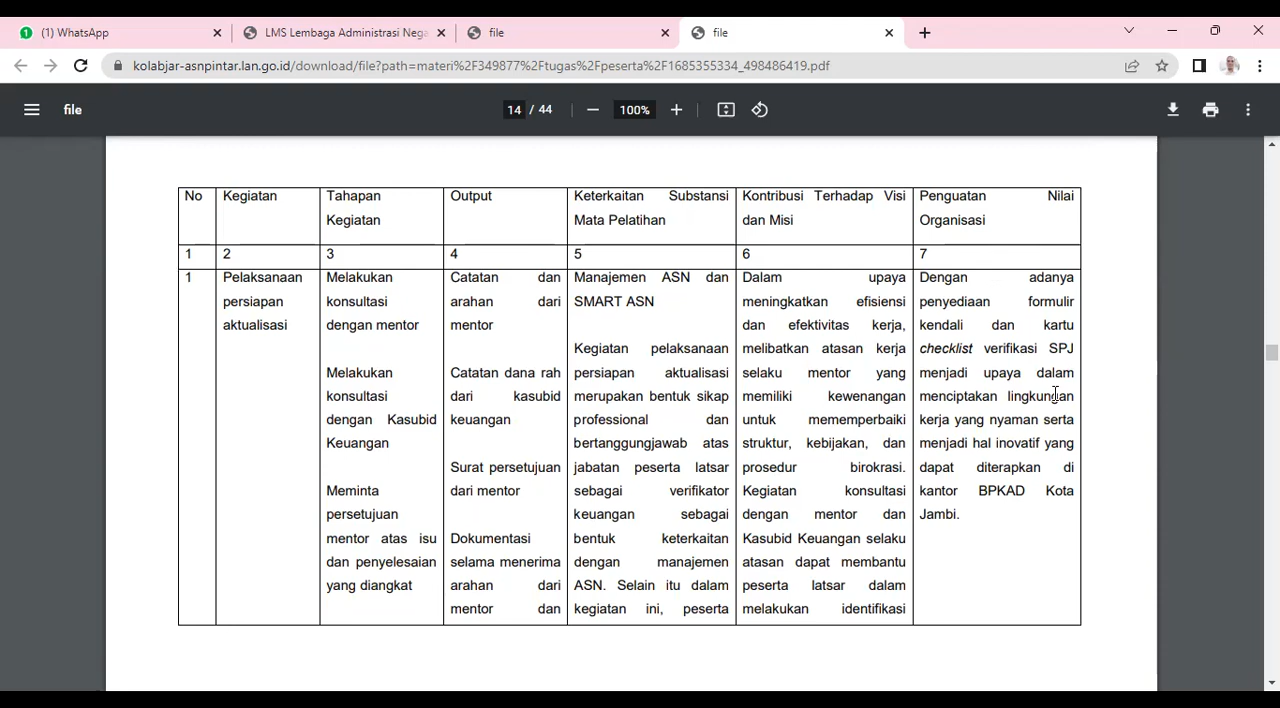 (1) WhatsApp
LMS Lembaga Administrasi Nega
file
file
kolabjar-asnpintar.lan.go.id/download/file?path=materi%2F349877%2Ftugas%2Fpeserta%2F1685355334_498486419.pdf
file
14 / 44
100%
No
Kegiatan
Tahapan
Kegiatan
Output
Keterkaitan Substansi
Mata Pelatihan
Kontribusi Terhadap Visi
dan Misi
Penguatan Nilai
Organisasi
1
2
3
4
5
6
7
1
Pelaksanaan
persiapan
aktualisasi
Melakukan
konsultasi
dengan mentor
Melakukan
konsultasi
dengan Kasubid
Keuangan
Meminta
persetujuan
mentor atas isu
dan penyelesaian
yang diangkat
Catatan dan
arahan dari
mentor
Catatan dana rah
dari kasubid
keuangan
Surat persetujuan
dari mentor
Dokumentasi
selama menerima
arahan dari
mentor dan
Manajemen ASN dan
SMART ASN
Kegiatan pelaksanaan
persiapan aktualisasi
merupakan bentuk sikap
professional dan
bertanggungjawab atas
jabatan peserta latsar
sebagai verifikator
keuangan sebagai
bentuk keterkaitan
dengan manajemen
ASN. Selain itu dalam
kegiatan ini, peserta
Dalam upaya
meningkatkan efisiensi
dan efektivitas kerja,
melibatkan atasan kerja
selaku mentor yang
memiliki kewenangan
untuk mememperbaiki
struktur, kebijakan, dan
prosedur birokrasi.
Kegiatan konsultasi
dengan mentor dan
Kasubid Keuangan selaku
atasan dapat membantu
peserta latsar dalam
melakukan identifikasi
Dengan adanya
penyediaan formulir
kendali dan kartu
checklist verifikasi SPJ
menjadi upaya dalam
menciptakan lingkungan
kerja yang nyaman serta
menjadi hal inovatif yang
dapat diterapkan di
kantor BPKAD Kota
Jambi.